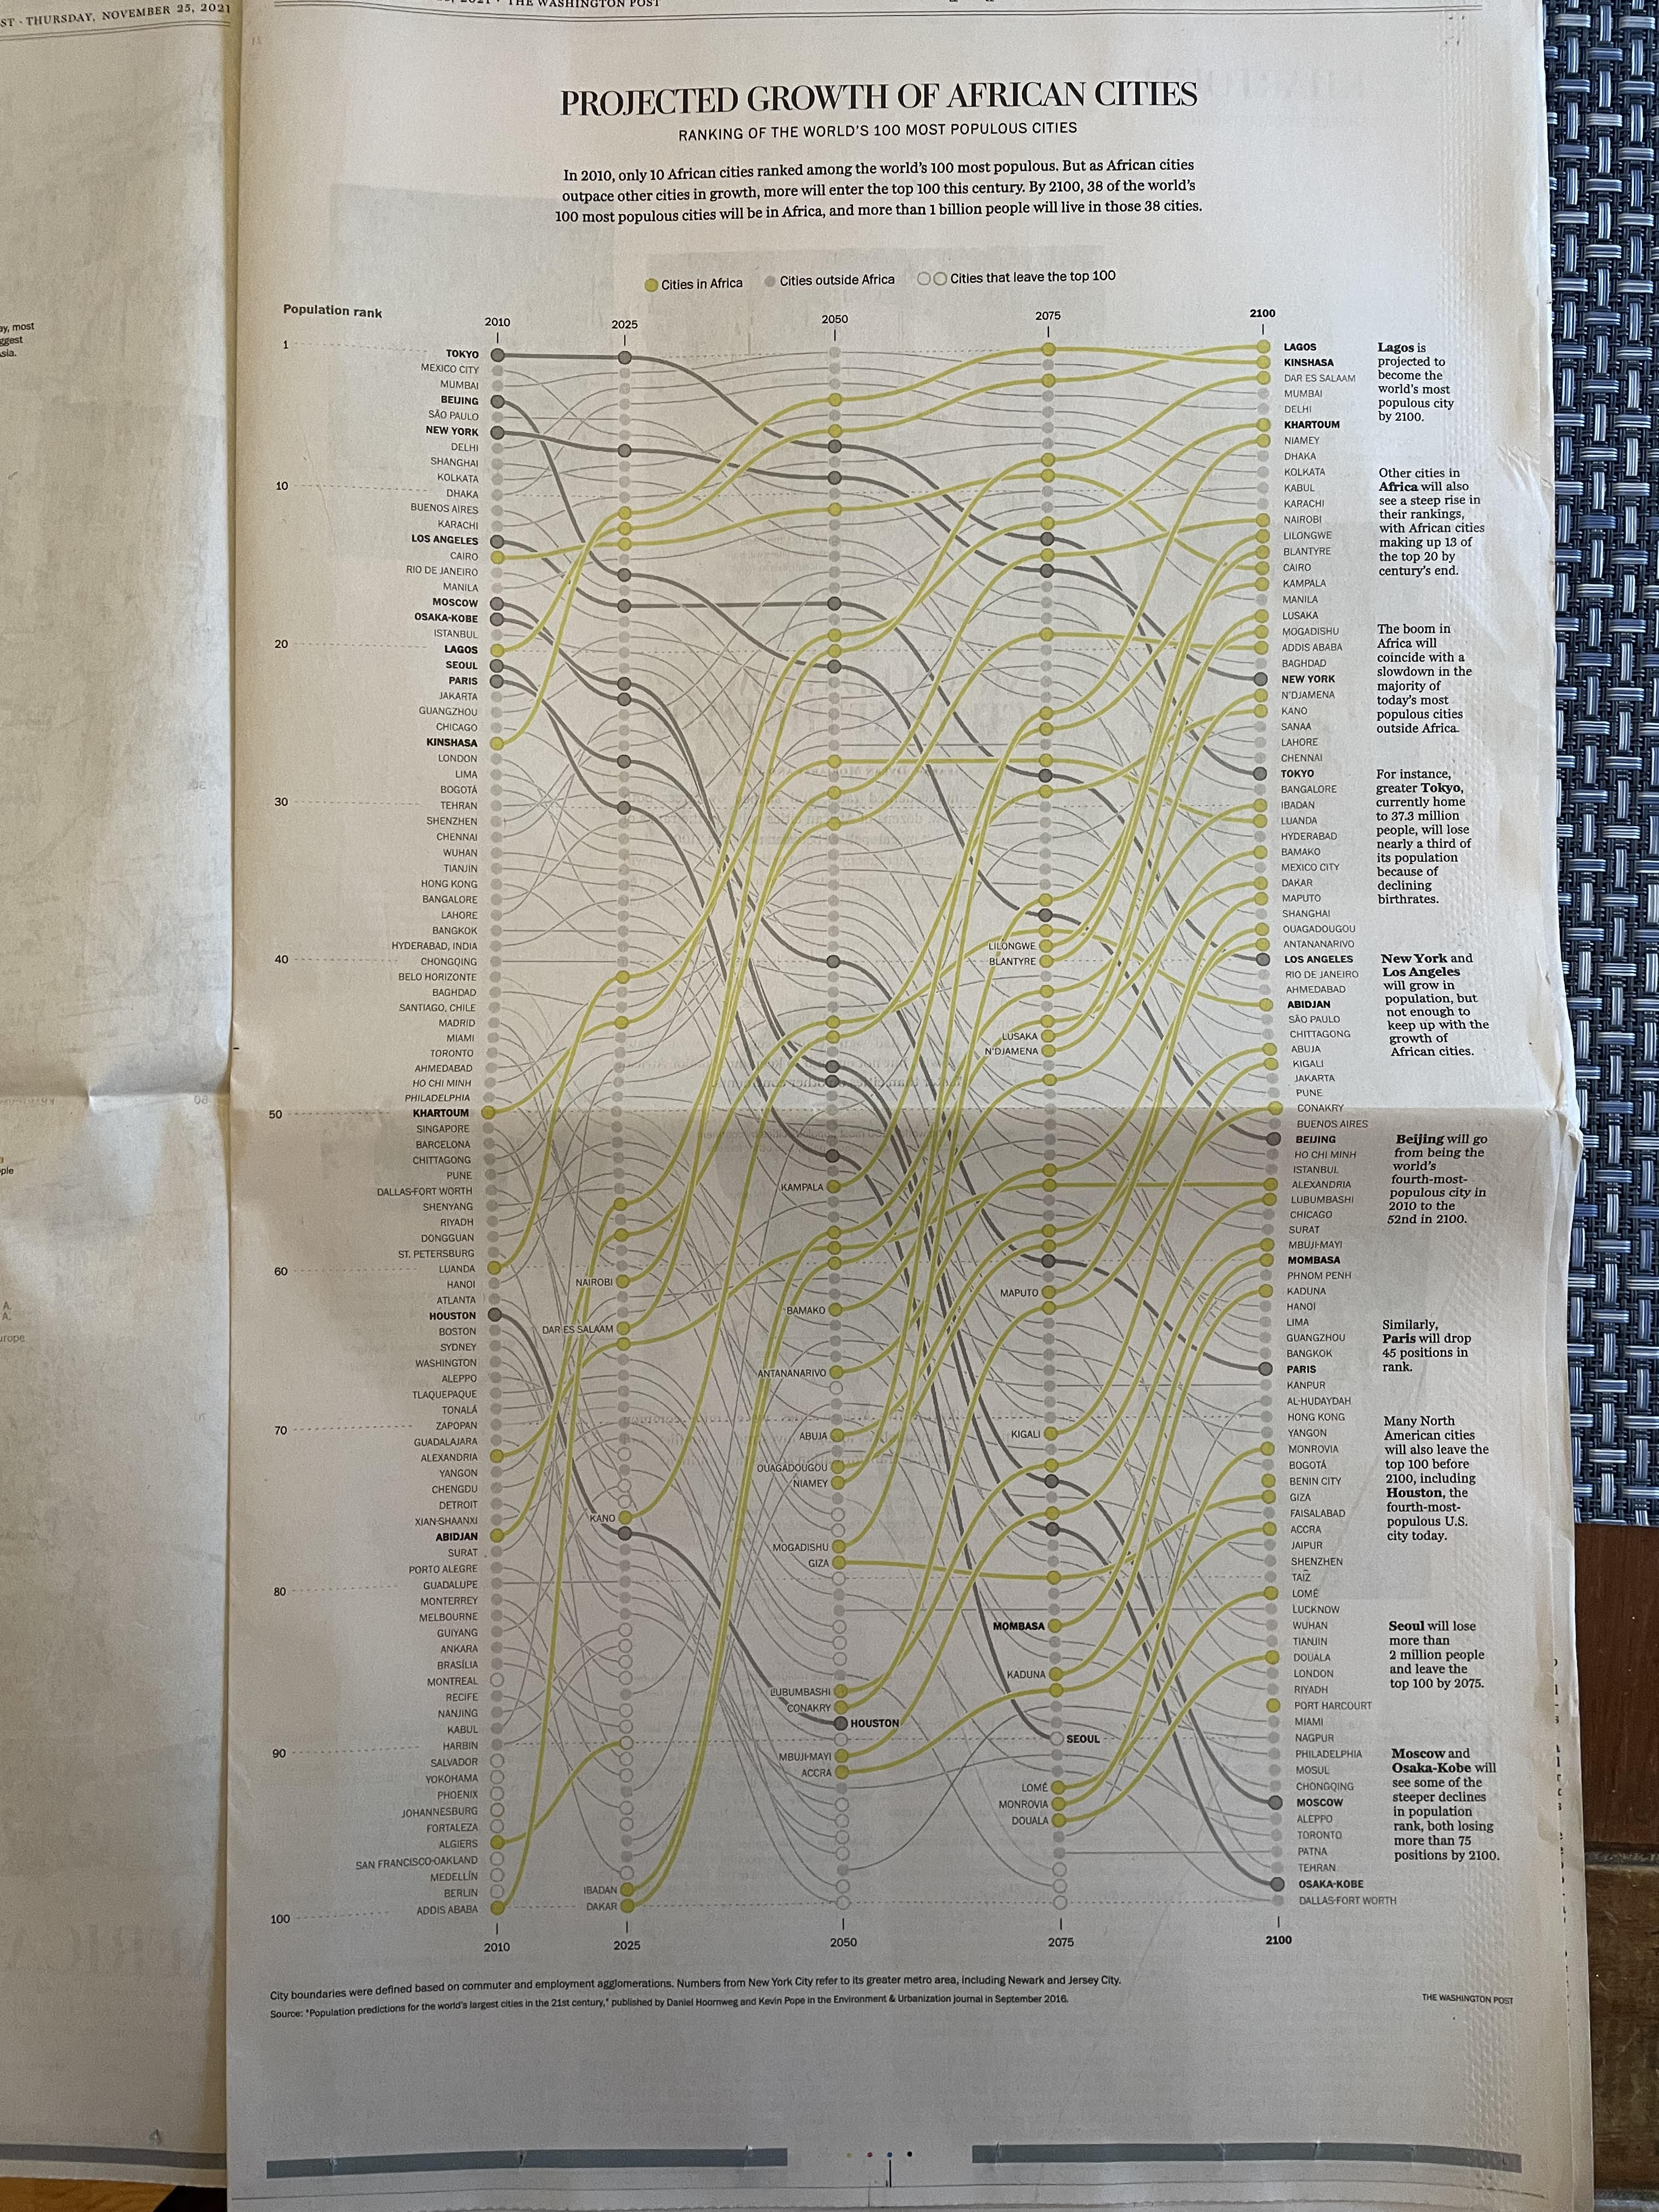 ST · THURSDAY, NOVEMBER 25, 2021
THE WASHINGTON POST
PROJECTED GROWTH OF AFRICAN CITIES
RANKING OF THE WORLD'S 100 MOST POPULOUS CITIES
In 2010, only 10 African cities ranked among the world's 100 most populous. But as African cities
outpace other cities in growth, more will enter the top 100 this century. By 2100, 38 of the world's
100 most populous cities will be in Africa, and more than 1 billion people will live in those 38 cities.
Cities in Africa
Cities outside Africa
Cities that leave the top 100
Population rank
2010
2025
2050
2075
2100
1
10
20
30
40
50
60
70
80
90
100
TOKYO
MEXICO CITY
MUMBAI
BEIJING
SÃO PAULO
NEW YORK
DELHI
SHANGHAI
KOLKATA
DHAKA
BUENOS AIRES
KARACHI
LOS ANGELES
CAIRO
RIO DE JANEIRO
MANILA
MOSCOW
OSAKA-KOBE
ISTANBUL
LAGOS
SEOUL
PARIS
JAKARTA
GUANGZHOU
CHICAGO
KINSHASA
LONDON
LIMA
BOGOTÁ
TEHRAN
SHENZHEN
CHENNAI
WUHAN
TIANJIN
HONG KONG
BANGALORE
LAHORE
BANGKOK
HYDERABAD, INDIA
CHONGQING
BELO HORIZONTE
BAGHDAD
SANTIAGO, CHILE
MADRID
MIAMI
TORONTO
AHMEDABAD
HO CHI MINH
PHILADELPHIA
KHARTOUM
SINGAPORE
BARCELONA
CHITTAGONG
PUNE
DALLAS-FORT WORTH
SHENYANG
RIYADH
DONGGUAN
ST. PETERSBURG
LUANDA
HANOI
ATLANTA
HOUSTON
BOSTON
SYDNEY
WASHINGTON
ALEPPO
TLAQUEPAQUE
TONALÁ
ZAPOPAN
GUADALAJARA
ALEXANDRIA
YANGON
CHENGDU
DETROIT
XIAN-SHAANXI
ABIDJAN
SURAT
PORTO ALEGRE
GUADALUPE
MONTERREY
MELBOURNE
GUIYANG
ANKARA
BRASÍLIA
MONTREAL
RECIFE
NANJING
KABUL
HARBIN
SALVADOR
YOKOHAMA
PHOENIX
JOHANNESBURG
FORTALEZA
ALGIERS
SAN FRANCISCO-OAKLAND
MEDELLÍN
BERLIN
ADDIS ABABA
NAIROBI
DAR ES SALAAM
KANO
IBADAN
DAKAR
KAMPALA
BAMAKO
ANTANANARIVO
ABUJA
OUAGADOUGOU
NIAMEY
MOGADISHU
GIZA
LUBUMBASHI
CONAKRY
HOUSTON
MBUJI-MAYI
ACCRA
LILONGWE
BLANTYRE
LUSAKA
N'DJAMENA
MAPUTO
KIGALI
MOMBASA
KADUNA
SEOUL
LOMÉ
MONROVIA
DOUALA
LAGOS
KINSHASA
DAR ES SALAAM
MUMBAI
DELHI
KHARTOUM
NIAMEY
DHAKA
KOLKATA
KABUL
KARACHI
NAIROBI
LILONGWE
BLANTYRE
CAIRO
KAMPALA
MANILA
LUSAKA
MOGADISHU
ADDIS ABABA
BAGHDAD
NEW YORK
N'DJAMENA
KANO
SANAA
LAHORE
CHENNAI
TOKYO
BANGALORE
IBADAN
LUANDA
HYDERABAD
BAMAKO
MEXICO CITY
DAKAR
MAPUTO
SHANGHAI
OUAGADOUGOU
ANTANANARIVO
LOS ANGELES
RIO DE JANEIRO
AHMEDABAD
ABIDJAN
SÃO PAULO
CHITTAGONG
ABUJA
KIGALI
JAKARTA
PUNE
CONAKRY
BUENOS AIRES
BEIJING
HO CHI MINH
ISTANBUL
ALEXANDRIA
LUBUMBASHI
CHICAGO
SURAT
MBUJI-MAYI
MOMBASA
PHNOM PENH
KADUNA
HANOI
LIMA
GUANGZHOU
BANGKOK
PARIS
KANPUR
AL-HUDAYDAH
HONG KONG
YANGON
MONROVIA
BOGOTÁ
BENIN CITY
GIZA
FAISALABAD
ACCRA
JAIPUR
SHENZHEN
TAIZ
LOMÉ
LUCKNOW
WUHAN
TIANJIN
DOUALA
LONDON
RIYADH
PORT HARCOURT
MIAMI
NAGPUR
PHILADELPHIA
MOSUL
CHONGQING
MOSCOW
ALEPPO
TORONTO
PATNA
TEHRAN
OSAKA-KOBE
DALLAS-FORT WORTH
Lagos is
projected to
become the
world's most
populous city
by 2100.
Other cities in
Africa will also
see a steep rise in
their rankings,
with African cities
making up 13 of
the top 20 by
century's end.
The boom in
Africa will
coincide with a
slowdown in the
majority of
today's most
populous cities
outside Africa.
For instance,
greater Tokyo,
currently home
to 37.3 million
people, will lose
nearly a third of
its population
because of
declining
birthrates.
New York and
Los Angeles
will grow in
population, but
not enough to
keep up with the
growth of
African cities.
Beijing will go
from being the
world's
fourth-most-
populous city in
2010 to the
52nd in 2100.
Similarly,
Paris will drop
45 positions in
rank.
Many North
American cities
will also leave the
top 100 before
2100, including
Houston, the
fourth-most-
populous U.S.
city today.
Seoul will lose
more than
2 million people
and leave the
top 100 by 2075.
Moscow and
Osaka-Kobe will
see some of the
steeper declines
in population
rank, both losing
more than 75
positions by 2100.
2010
2025
2050
2075
2100
City boundaries were defined based on commuter and employment agglomerations. Numbers from New York City refer to its greater metro area, including Newark and Jersey City.
Source: "Population predictions for the world's largest cities in the 21st century," published by Daniel Hoornweg and Kevin Pope in the Environment & Urbanization journal in September 2016.
THE WASHINGTON POST